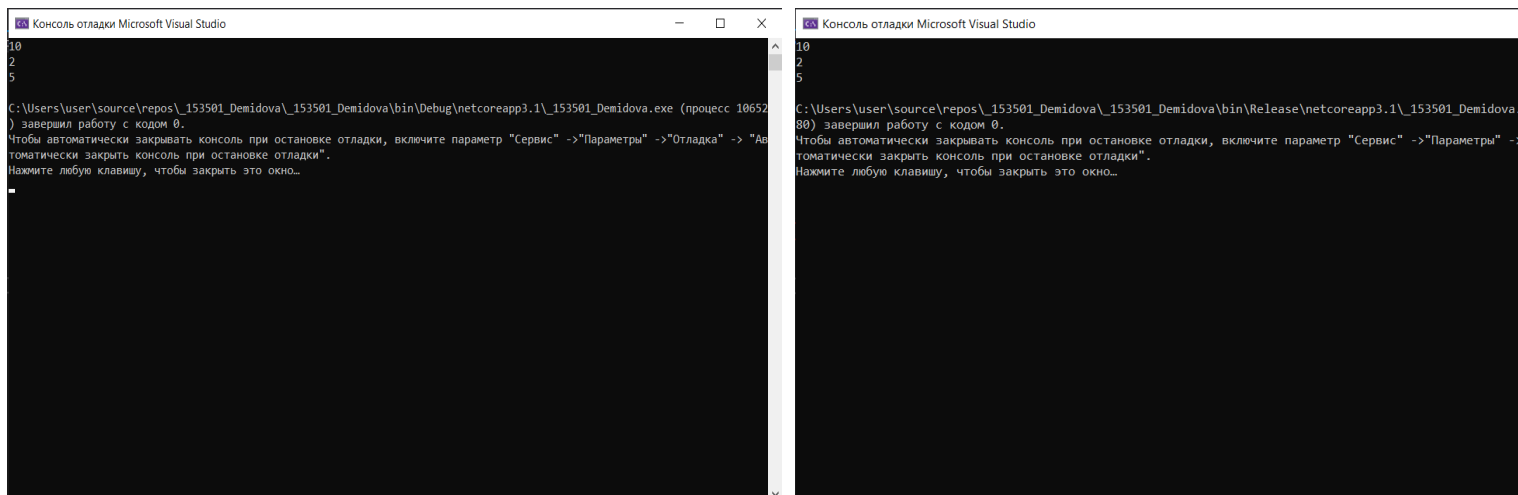 Консоль отладки Microsoft Visual Studio
10
2
5
C:\Users\user\source\repos\_153501_Demidova\_153501_Demidova\bin\Debug\netcoreapp3.1\_153501_Demidova.exe (процесс 10652
) завершил работу с кодом 0.
Чтобы автоматически закрывать консоль при остановке отладки, включите параметр "Сервис" ->"Параметры" ->"Отладка" -> "Ав
томатически закрыть консоль при остановке отладки".
Нажмите любую клавишу, чтобы закрыть это окно…
Консоль отладки Microsoft Visual Studio
10
2
5
C:\Users\user\source\repos\_153501_Demidova\_153501_Demidova\bin\Release\netcoreapp3.1\_153501_Demidova.
80) завершил работу с кодом 0.
Чтобы автоматически закрывать консоль при остановке отладки, включите параметр "Сервис" ->"Параметры" ->
томатически закрыть консоль при остановке отладки".
Нажмите любую клавишу, чтобы закрыть это окно…